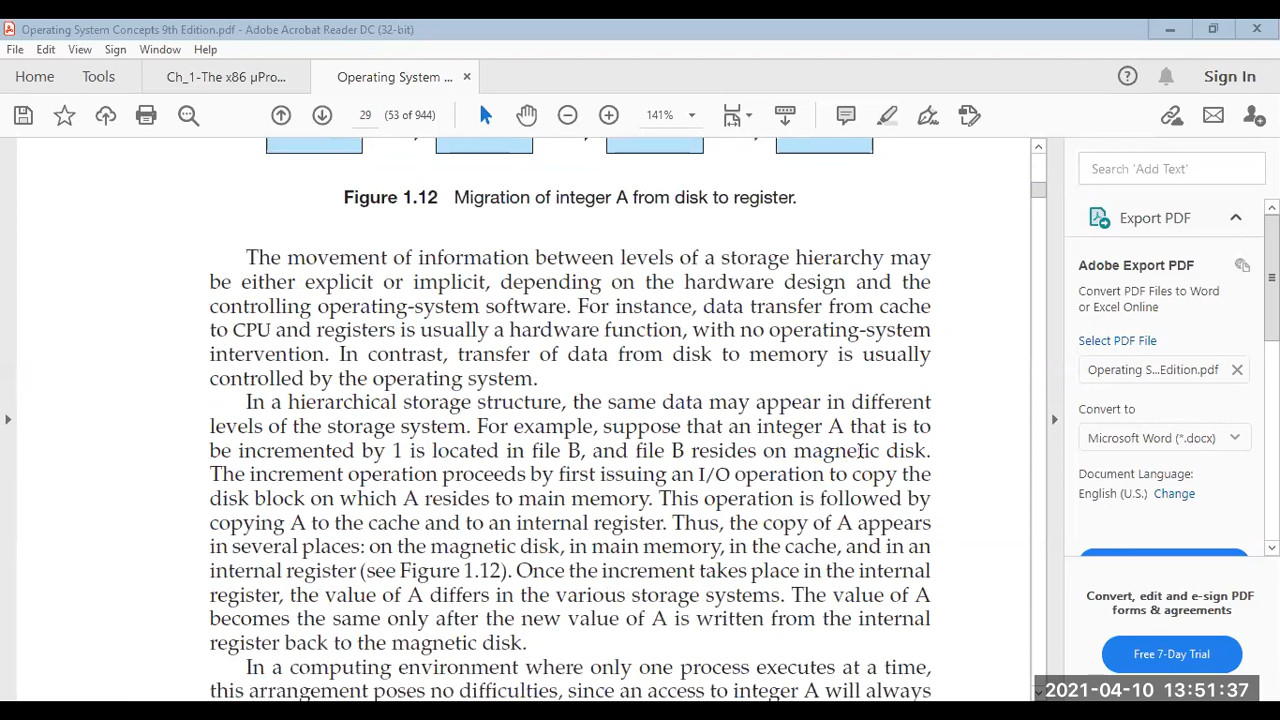 Operating System Concepts 9th Edition.pdf - Adobe Acrobat Reader DC (32-bit)
File Edit View Sign Window Help
Home Tools Ch_1-The x86 µPro... Operating System ... ×
29 (53 of 944) 141%
Sign In
Figure 1.12 Migration of integer A from disk to register.
The movement of information between levels of a storage hierarchy may
be either explicit or implicit, depending on the hardware design and the
controlling operating-system software. For instance, data transfer from cache
to CPU and registers is usually a hardware function, with no operating-system
intervention. In contrast, transfer of data from disk to memory is usually
controlled by the operating system.
In a hierarchical storage structure, the same data may appear in different
levels of the storage system. For example, suppose that an integer A that is to
be incremented by 1 is located in file B, and file B resides on magnetic disk.
The increment operation proceeds by first issuing an I/O operation to copy the
disk block on which A resides to main memory. This operation is followed by
copying A to the cache and to an internal register. Thus, the copy of A appears
in several places: on the magnetic disk, in main memory, in the cache, and in an
internal register (see Figure 1.12). Once the increment takes place in the internal
register, the value of A differs in the various storage systems. The value of A
becomes the same only after the new value of A is written from the internal
register back to the magnetic disk.
In a computing environment where only one process executes at a time,
this arrangement poses no difficulties, since an access to integer A will always
Search 'Add Text'
Export PDF
Adobe Export PDF
Convert PDF Files to Word
or Excel Online
Select PDF File
Operating S...Edition.pdf
Convert to
Microsoft Word (*.docx)
Document Language:
English (U.S.) Change
Convert, edit and e-sign PDF
forms & agreements
Free 7-Day Trial
2021-04-10 13:51:37